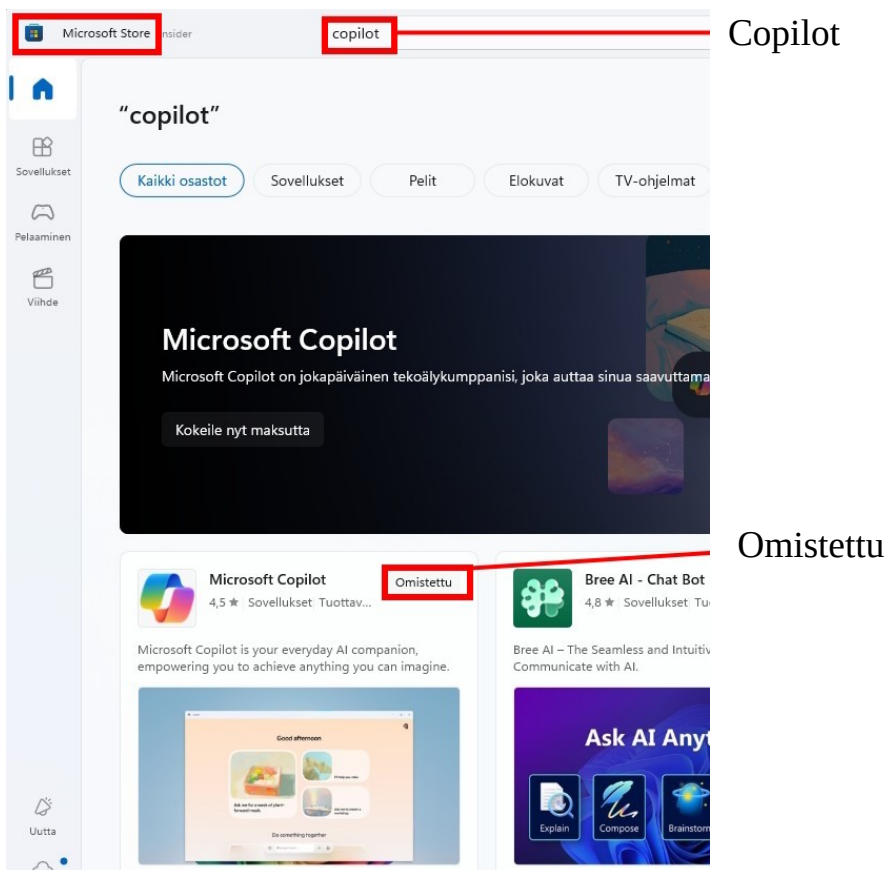 Microsoft Store
nsider
copilot
Copilot
“copilot”
Sovellukset
Kaikki osastot
Sovellukset
Pelit
Elokuvat
TV-ohjelmat
Pelaaminen
Viihde
Microsoft Copilot
Microsoft Copilot on jokapäiväinen tekoälykumppanisi, joka auttaa sinua saavuttama
Kokeile nyt maksutta
Omistettu
Microsoft Copilot
Omistettu
4,5 ★ Sovellukset Tuottav...
Microsoft Copilot is your everyday AI companion,
empowering you to achieve anything you can imagine.
Bree AI - Chat Bot
4,8 ★ Sovellukset Tu
Bree AI – The Seamless and Intuitiv
Communicate with AI.
Good afternoon
Do something together
Ask AI Anyt
Explain
Compose
Brainstorm
Uutta